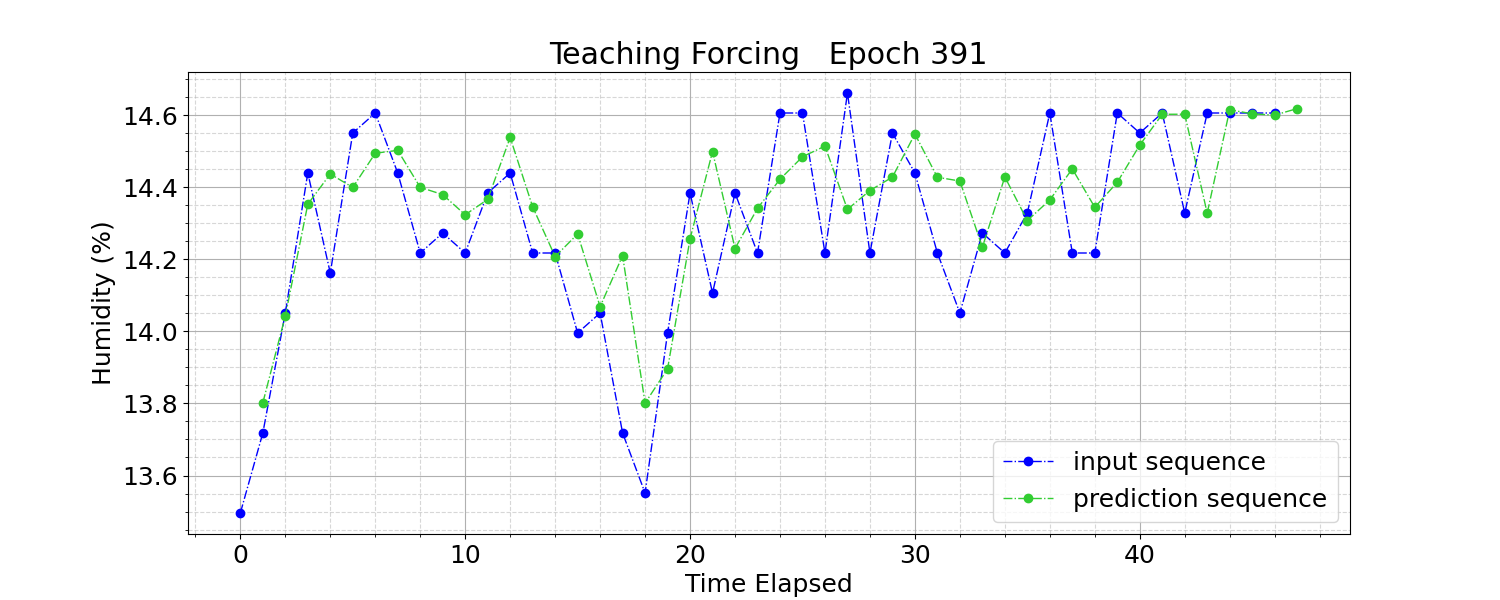 Teaching Forcing   Epoch 391
Humidity (%)
14.6
14.4
14.2
14.0
13.8
13.6
0 10 20 30 40
Time Elapsed
input sequence
prediction sequence